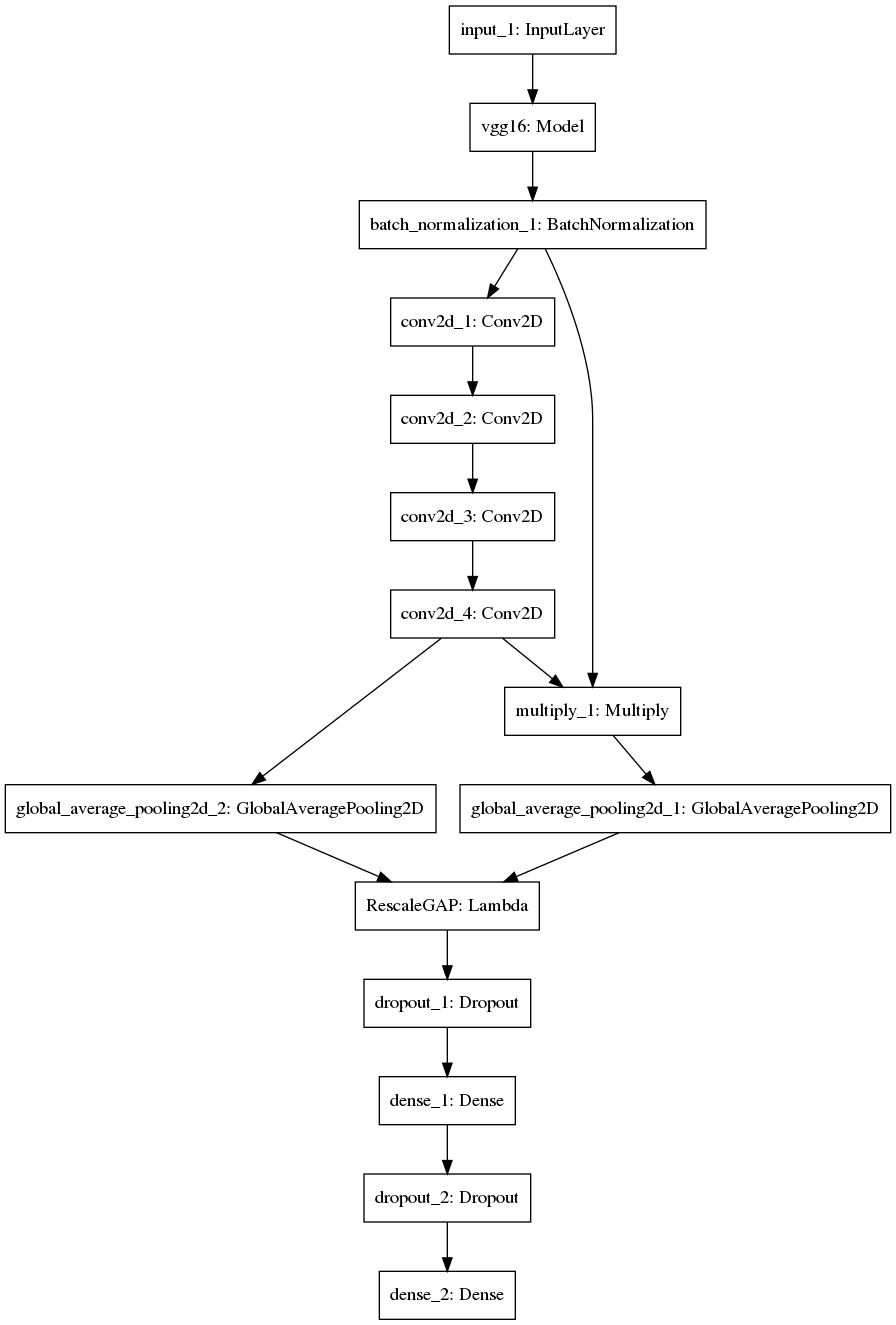 input_1: InputLayer
vgg16: Model
batch_normalization_1: BatchNormalization
conv2d_1: Conv2D
conv2d_2: Conv2D
conv2d_3: Conv2D
conv2d_4: Conv2D
multiply_1: Multiply
global_average_pooling2d_2: GlobalAveragePooling2D
global_average_pooling2d_1: GlobalAveragePooling2D
RescaleGAP: Lambda
dropout_1: Dropout
dense_1: Dense
dropout_2: Dropout
dense_2: Dense